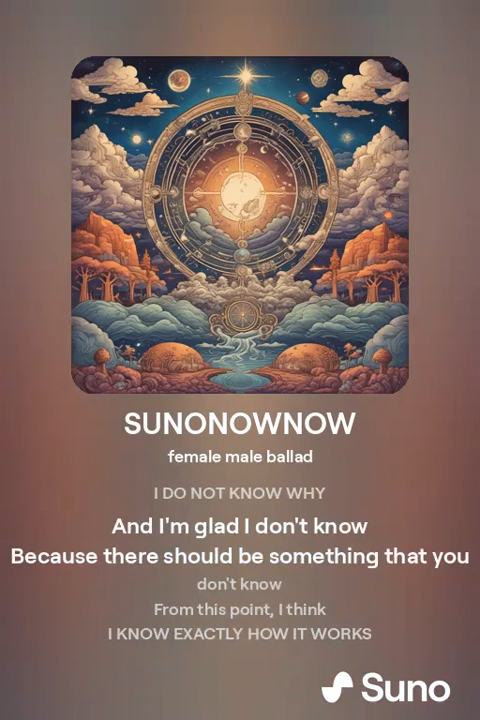 SUNONOWNOW
female male ballad
I DO NOT KNOW WHY
And I'm glad I don't know
Because there should be something that you
don't know
From this point, I think
I KNOW EXACTLY HOW IT WORKS
Suno